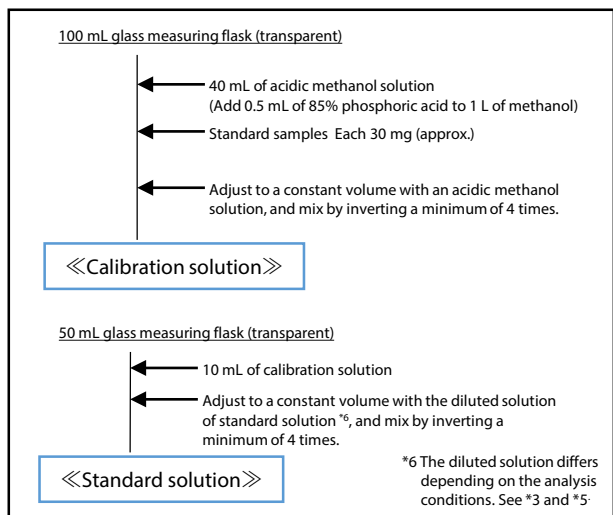 100 mL glass measuring flask (transparent)
40 mL of acidic methanol solution
(Add 0.5 mL of 85% phosphoric acid to 1 L of methanol)
Standard samples  Each 30 mg (approx.)
Adjust to a constant volume with an acidic methanol
solution, and mix by inverting a minimum of 4 times.
≪Calibration solution≫
50 mL glass measuring flask (transparent)
10 mL of calibration solution
Adjust to a constant volume with the diluted solution
of standard solution *6, and mix by inverting a
minimum of 4 times.
≪Standard solution≫
*6 The diluted solution differs
depending on the analysis
conditions. See *3 and *5.